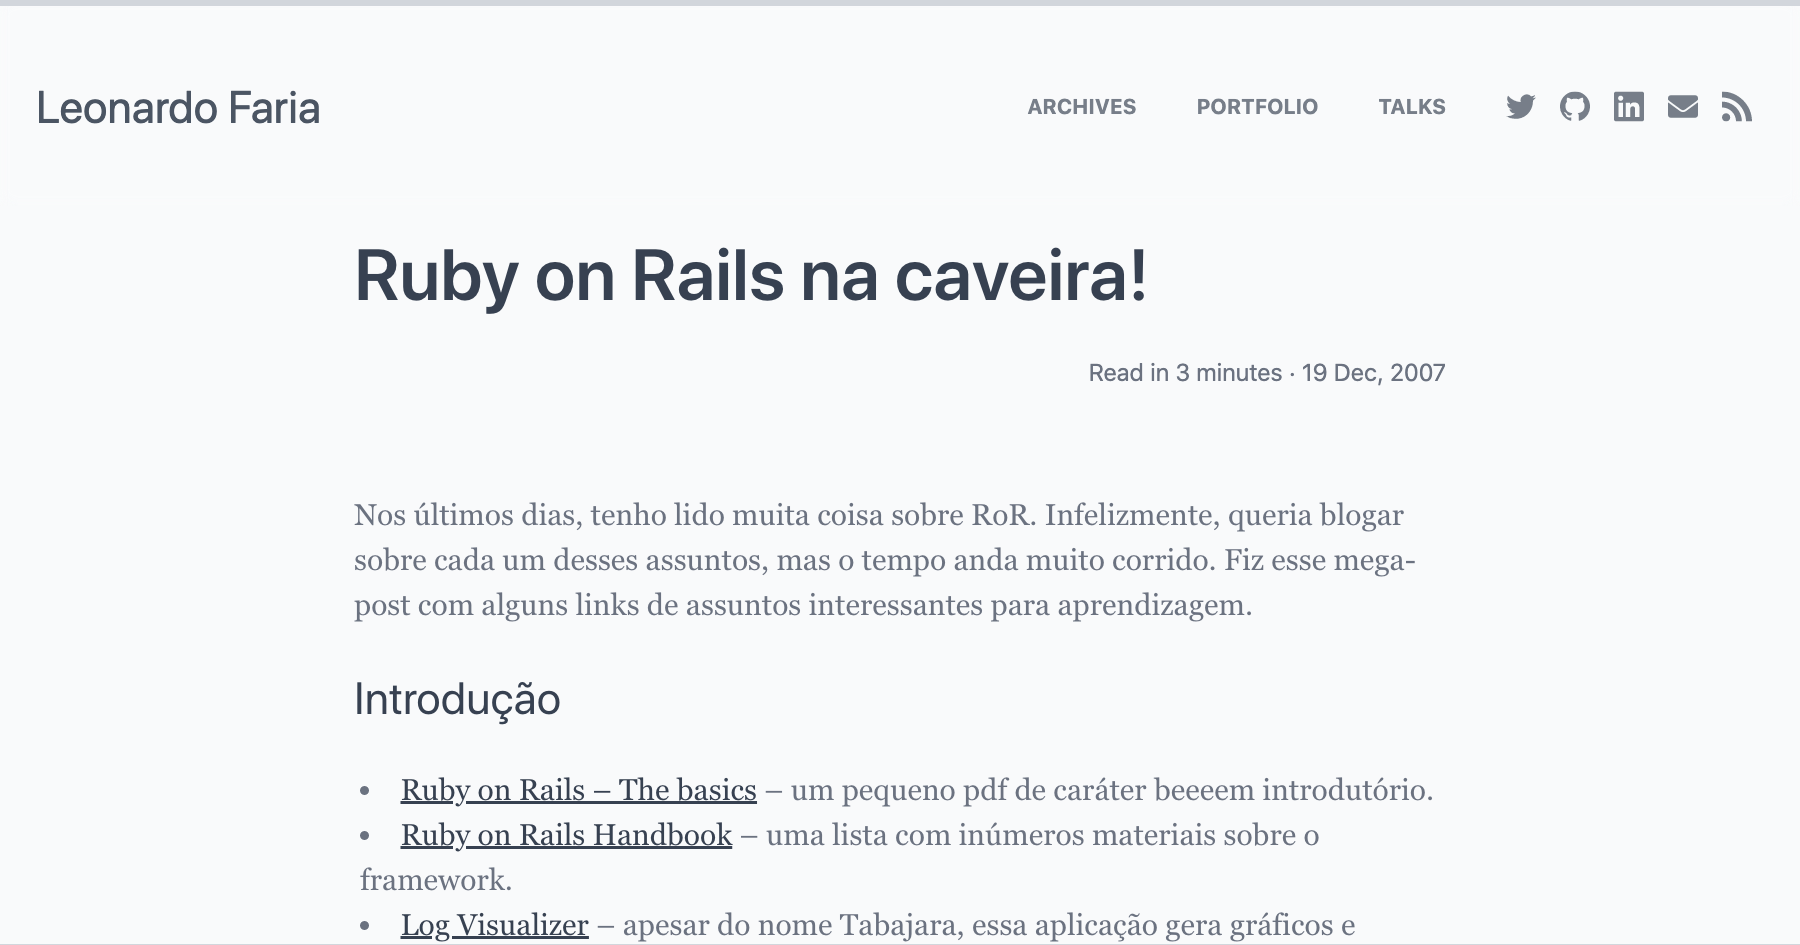 Leonardo Faria
ARCHIVES PORTFOLIO TALKS
Ruby on Rails na caveira!
Read in 3 minutes · 19 Dec, 2007
Nos últimos dias, tenho lido muita coisa sobre RoR. Infelizmente, queria blogar
sobre cada um desses assuntos, mas o tempo anda muito corrido. Fiz esse mega-
post com alguns links de assuntos interessantes para aprendizagem.
Introdução
• Ruby on Rails – The basics – um pequeno pdf de caráter beeeem introdutório.
• Ruby on Rails Handbook – uma lista com inúmeros materiais sobre o
framework.
• Log Visualizer – apesar do nome Tabajara, essa aplicação gera gráficos e